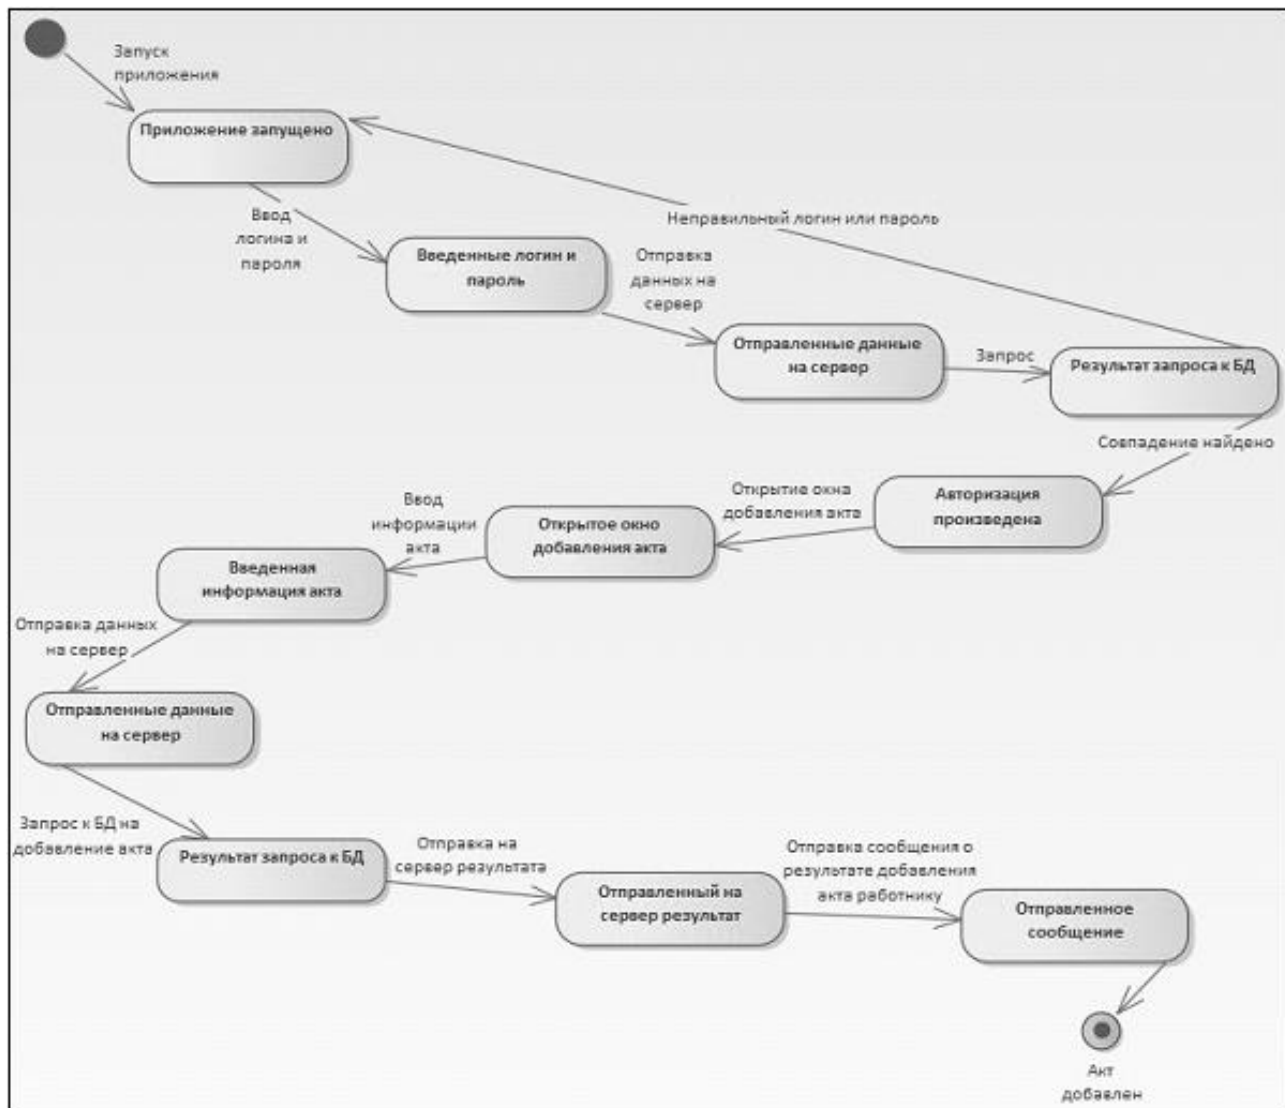 Запуск
приложения
Приложение запущено
Ввод
логина и
пароля
Неправильный логин или пароль
Введенные логин и
пароль
Отправка
данных на
сервер
Отправленные данные
на сервер
Запрос
Результат запроса к БД
Совпадение найдено
Авторизация
произведена
Открытие окна
добавления акта
Открытое окно
добавления акта
Ввод
информации
акта
Введенная
информация акта
Отправка данных
на сервер
Отправленные данные
на сервер
Запрос к БД на
добавление акта
Результат запроса к БД
Отправка на
сервер результата
Отправленный на
сервер результат
Отправка сообщения о
результате добавления
акта работнику
Отправленное
сообщение
Акт
добавлен